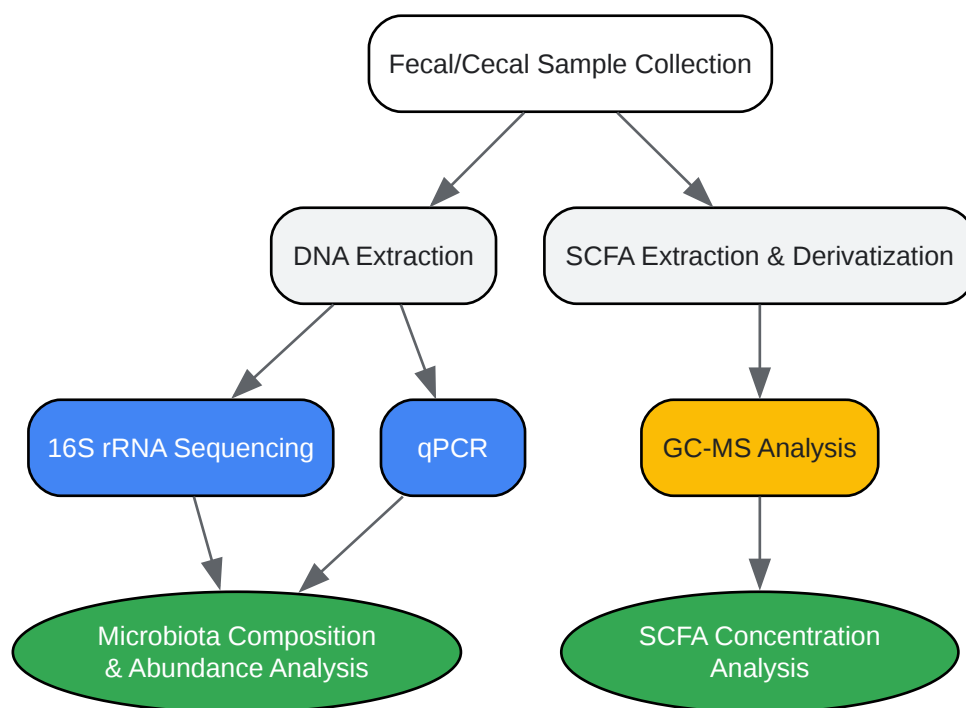 Fecal/Cecal Sample Collection
DNA Extraction
SCFA Extraction & Derivatization
16S rRNA Sequencing
qPCR
GC-MS Analysis
Microbiota Composition
& Abundance Analysis
SCFA Concentration
Analysis